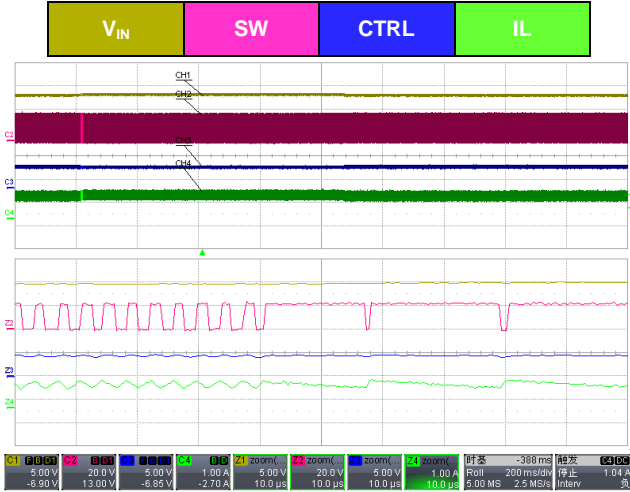 VIN SW CTRL IL
CH1
CH2
C2
CH3
C3
CH4
C4
Z2
Z3
Z4
C1 C2 C4 Z1 zoom(... Z2 zoom(... zoom(... Z4 zoom(... 时基 -388 ms 触发 C4 DC
5.00 V 20.0 V 5.00 V 1.00 A 5.00 V 20.0 V 5.00 V 1.00 A Roll 200 ms/div 停止 1.04 A
-6.90 V 13.00 V -6.85 V -2.70 A 10.0 µs 10.0 µs 10.0 µs 10.0 µs 5.00 MS 2.5 MS/s Interv 负